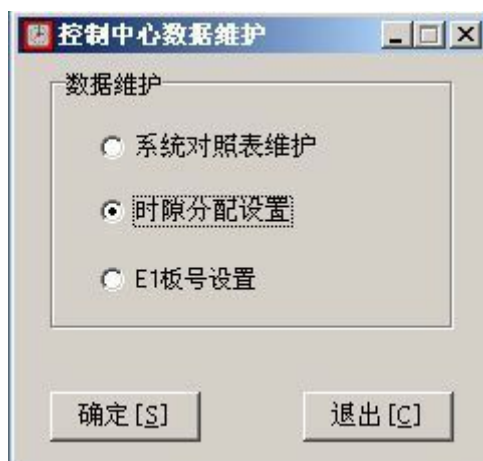 控制中心数据维护
数据维护
系统对照表维护
时隙分配设置
E1板号设置
确定[S] 退出[C]